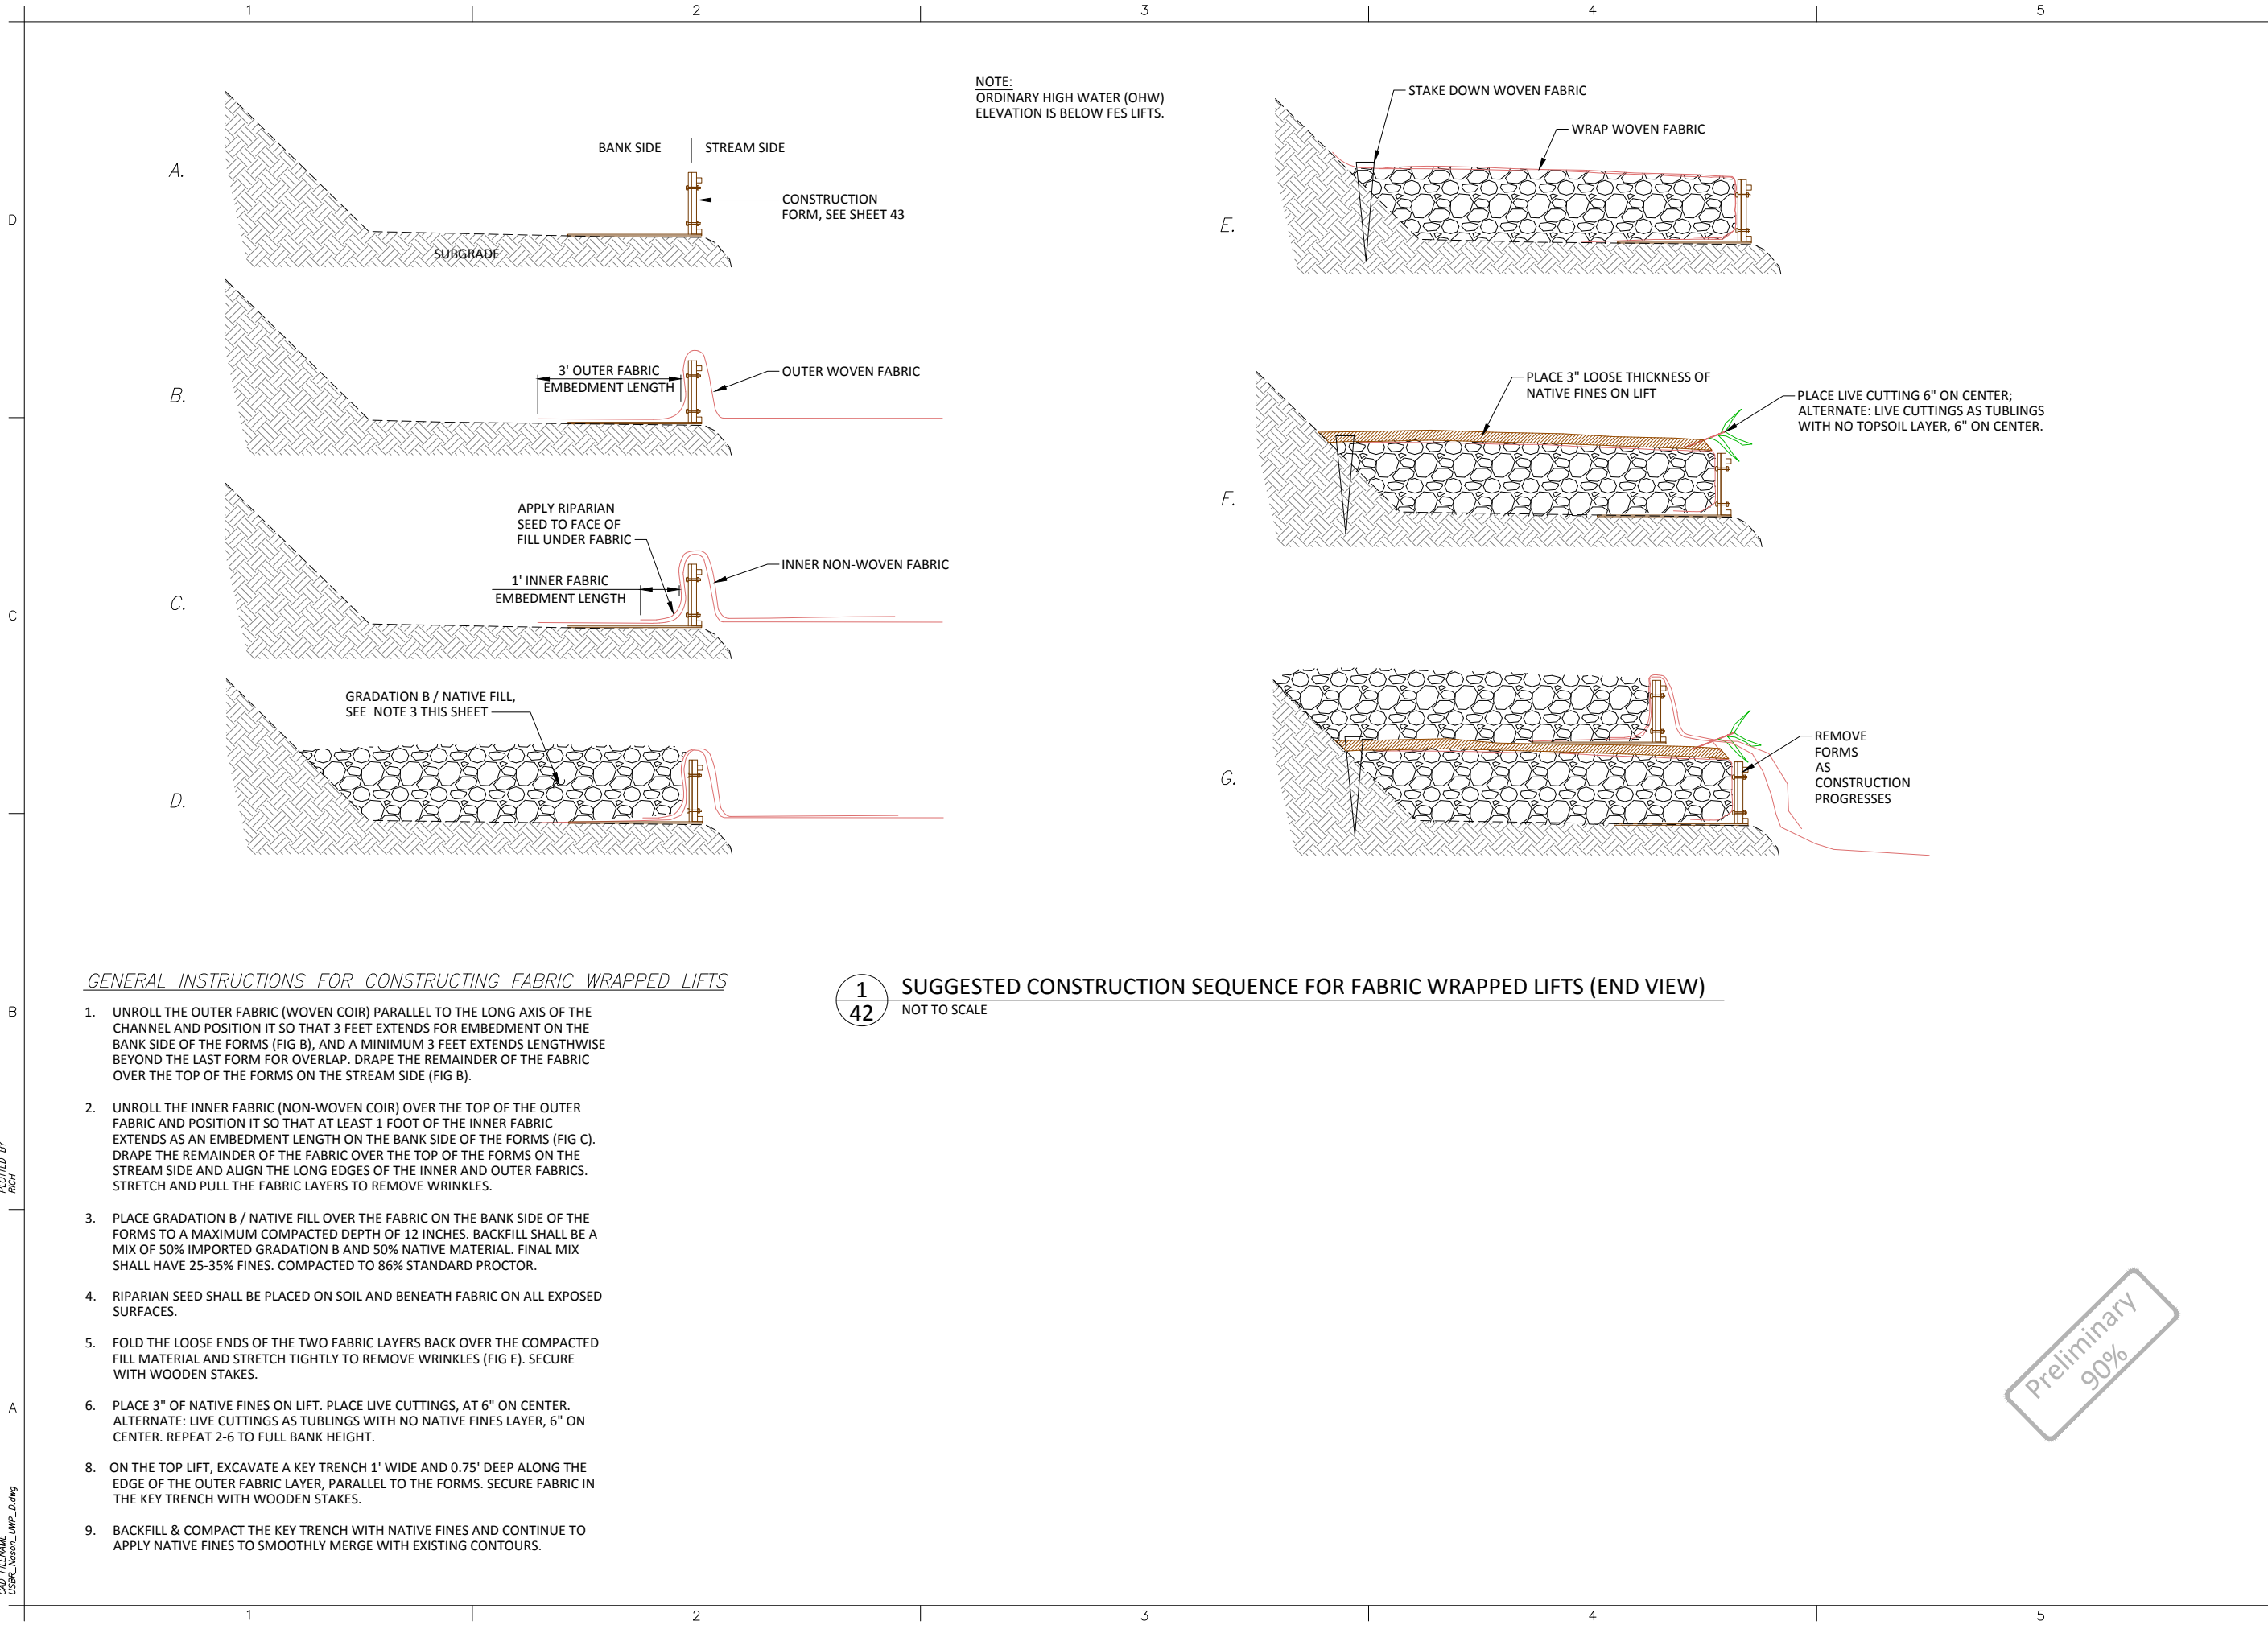 1 2 3 4 5
NOTE:
ORDINARY HIGH WATER (OHW)
ELEVATION IS BELOW FES LIFTS.
A.
BANK SIDE
STREAM SIDE
CONSTRUCTION
FORM, SEE SHEET 43
SUBGRADE
B.
3' OUTER FABRIC
EMBEDMENT LENGTH
OUTER WOVEN FABRIC
C.
APPLY RIPARIAN
SEED TO FACE OF
FILL UNDER FABRIC
1' INNER FABRIC
EMBEDMENT LENGTH
INNER NON-WOVEN FABRIC
D.
GRADATION B / NATIVE FILL,
SEE NOTE 3 THIS SHEET
E.
STAKE DOWN WOVEN FABRIC
WRAP WOVEN FABRIC
F.
PLACE 3" LOOSE THICKNESS OF
NATIVE FINES ON LIFT
PLACE LIVE CUTTING 6" ON CENTER;
ALTERNATE: LIVE CUTTINGS AS TUBLINGS
WITH NO TOPSOIL LAYER, 6" ON CENTER.
G.
REMOVE
FORMS
AS
CONSTRUCTION
PROGRESSES
D
C
B
A
GENERAL INSTRUCTIONS FOR CONSTRUCTING FABRIC WRAPPED LIFTS
1. UNROLL THE OUTER FABRIC (WOVEN COIR) PARALLEL TO THE LONG AXIS OF THE
CHANNEL AND POSITION IT SO THAT 3 FEET EXTENDS FOR EMBEDMENT ON THE
BANK SIDE OF THE FORMS (FIG B), AND A MINIMUM 3 FEET EXTENDS LENGTHWISE
BEYOND THE LAST FORM FOR OVERLAP. DRAPE THE REMAINDER OF THE FABRIC
OVER THE TOP OF THE FORMS ON THE STREAM SIDE (FIG B).
2. UNROLL THE INNER FABRIC (NON-WOVEN COIR) OVER THE TOP OF THE OUTER
FABRIC AND POSITION IT SO THAT AT LEAST 1 FOOT OF THE INNER FABRIC
EXTENDS AS AN EMBEDMENT LENGTH ON THE BANK SIDE OF THE FORMS (FIG C).
DRAPE THE REMAINDER OF THE FABRIC OVER THE TOP OF THE FORMS ON THE
STREAM SIDE AND ALIGN THE LONG EDGES OF THE INNER AND OUTER FABRICS.
STRETCH AND PULL THE FABRIC LAYERS TO REMOVE WRINKLES.
3. PLACE GRADATION B / NATIVE FILL OVER THE FABRIC ON THE BANK SIDE OF THE
FORMS TO A MAXIMUM COMPACTED DEPTH OF 12 INCHES. BACKFILL SHALL BE A
MIX OF 50% IMPORTED GRADATION B AND 50% NATIVE MATERIAL. FINAL MIX
SHALL HAVE 25-35% FINES. COMPACTED TO 86% STANDARD PROCTOR.
4. RIPARIAN SEED SHALL BE PLACED ON SOIL AND BENEATH FABRIC ON ALL EXPOSED
SURFACES.
5. FOLD THE LOOSE ENDS OF THE TWO FABRIC LAYERS BACK OVER THE COMPACTED
FILL MATERIAL AND STRETCH TIGHTLY TO REMOVE WRINKLES (FIG E). SECURE
WITH WOODEN STAKES.
6. PLACE 3" OF NATIVE FINES ON LIFT. PLACE LIVE CUTTINGS, AT 6" ON CENTER.
ALTERNATE: LIVE CUTTINGS AS TUBLINGS WITH NO NATIVE FINES LAYER, 6" ON
CENTER. REPEAT 2-6 TO FULL BANK HEIGHT.
8. ON THE TOP LIFT, EXCAVATE A KEY TRENCH 1' WIDE AND 0.75' DEEP ALONG THE
EDGE OF THE OUTER FABRIC LAYER, PARALLEL TO THE FORMS. SECURE FABRIC IN
THE KEY TRENCH WITH WOODEN STAKES.
9. BACKFILL & COMPACT THE KEY TRENCH WITH NATIVE FINES AND CONTINUE TO
APPLY NATIVE FINES TO SMOOTHLY MERGE WITH EXISTING CONTOURS.
1
42
SUGGESTED CONSTRUCTION SEQUENCE FOR FABRIC WRAPPED LIFTS (END VIEW)
NOT TO SCALE
Preliminary
90%
PLOTTED BY
RICH
CAD FILENAME
USBR_Nason_UWP_D.dwg
1 2 3 4 5